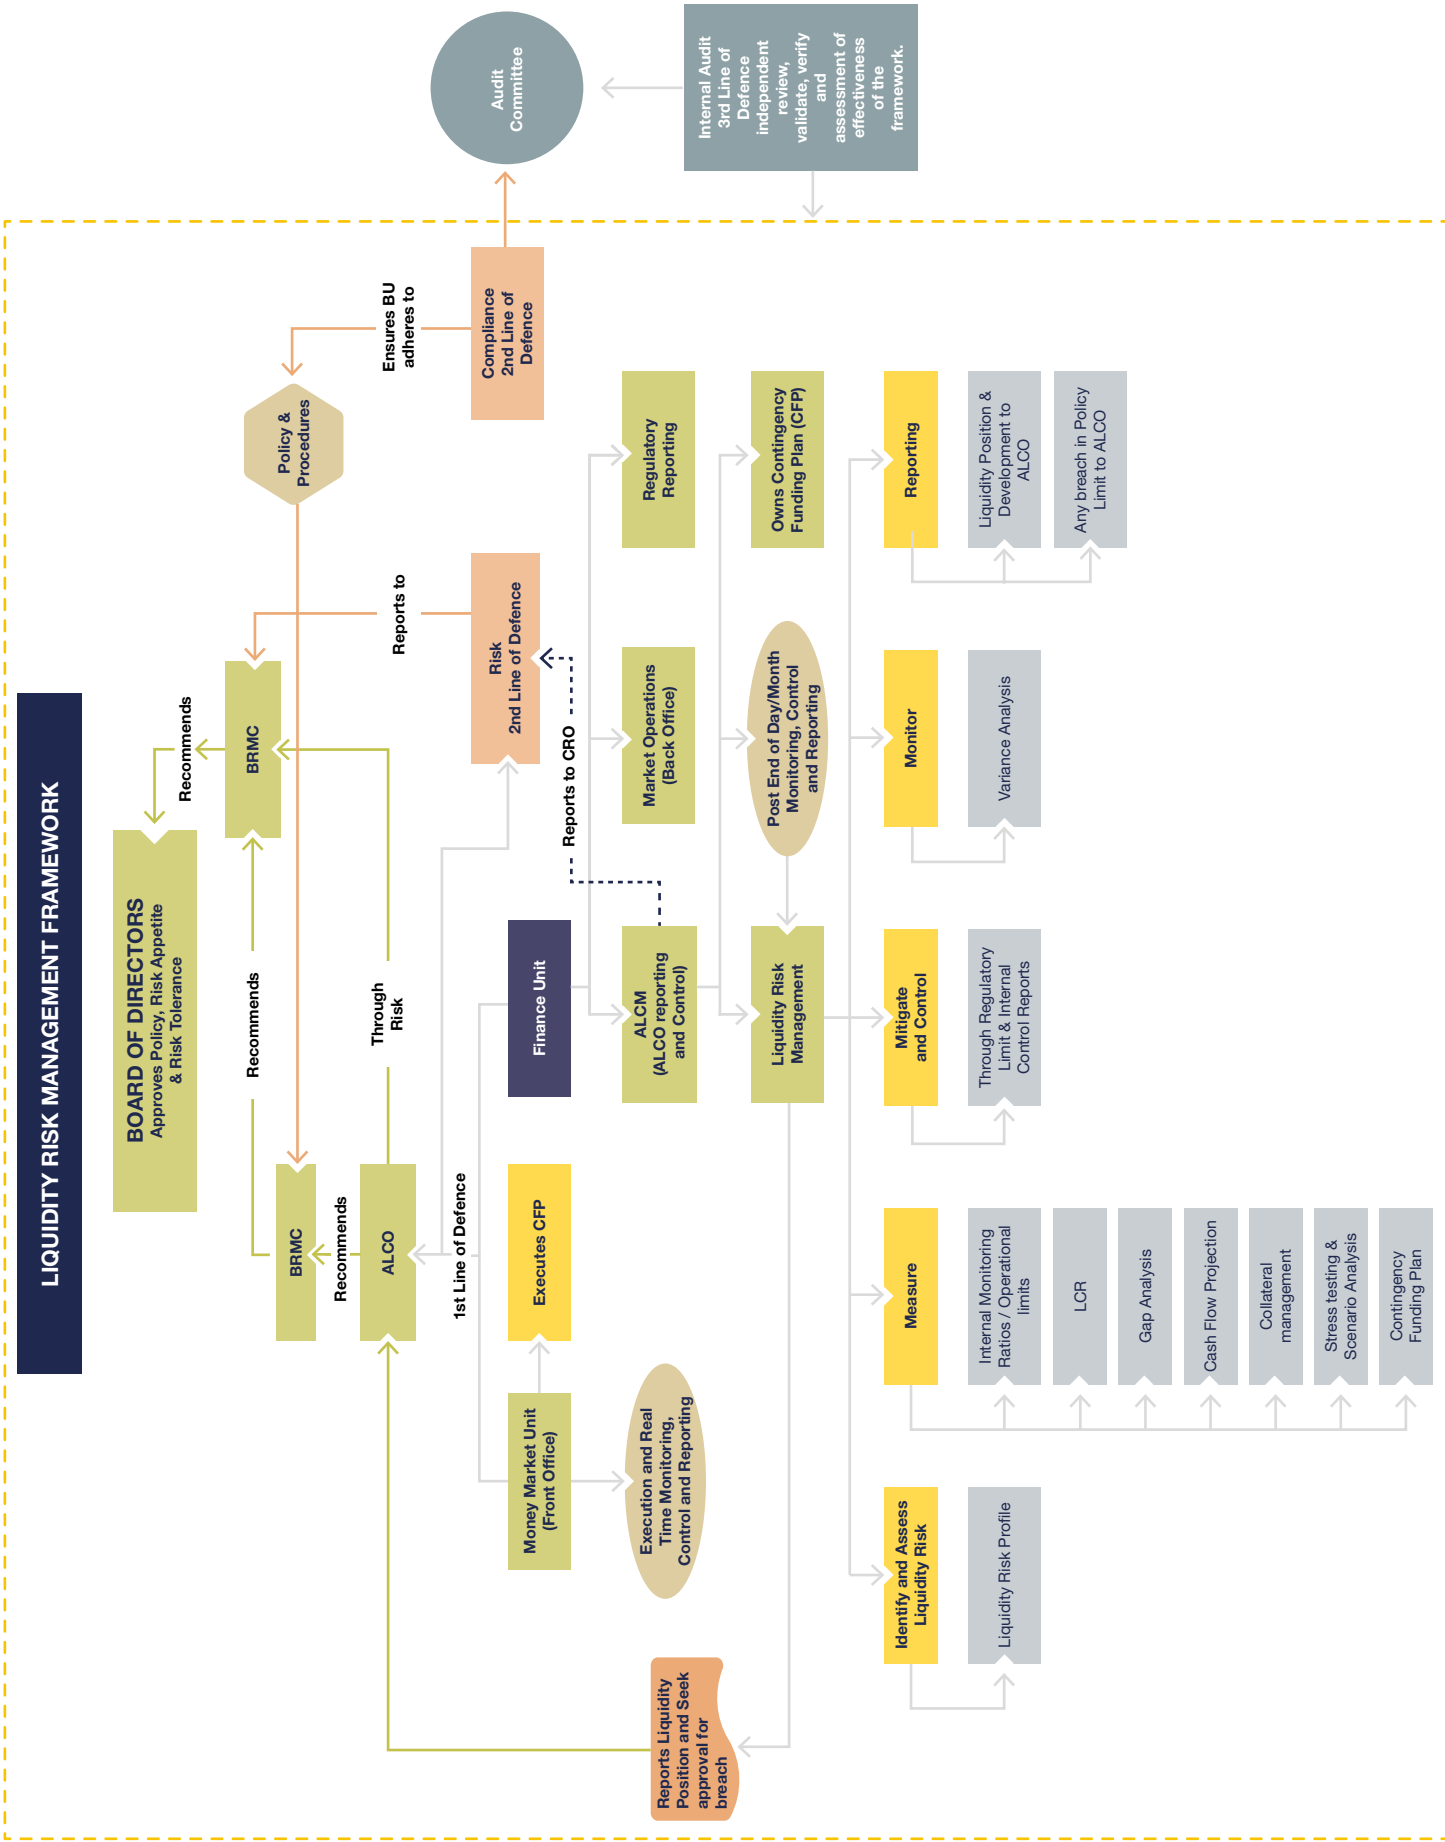 LIQUIDITY RISK MANAGEMENT FRAMEWORK
BOARD OF DIRECTORS
Approves Policy, Risk Appetite
& Risk Tolerance
Recommends
Recommends
BRMC
BRMC
Recommends
ALCO
Through
Risk
Reports to
Policy &
Procedures
Ensures BU
adheres to
Audit
Committee
1st Line of Defence
Risk
2nd Line of Defence
Compliance
2nd Line of
Defence
Money Market Unit
(Front Office)
Executes CFP
Finance Unit
Reports to CRO
Execution and Real
Time Monitoring,
Control and Reporting
ALCM
(ALCO reporting
and Control)
Market Operations
(Back Office)
Regulatory
Reporting
Internal Audit
3rd Line of
Defence
independent
review,
validate, verify
and
assessment of
effectiveness
of the
framework.
Reports Liquidity
Position and Seek
approval for
breach
Liquidity Risk
Management
Post End of Day/Month
Monitoring, Control
and Reporting
Owns Contingency
Funding Plan (CFP)
Identify and Assess
Liquidity Risk
Liquidity Risk Profile
Measure
Internal Monitoring
Ratios / Operational
limits
LCR
Gap Analysis
Cash Flow Projection
Collateral
management
Stress testing &
Scenario Analysis
Contingency
Funding Plan
Mitigate
and Control
Through Regulatory
Limit & Internal
Control Reports
Monitor
Variance Analysis
Reporting
Liquidity Position &
Development to
ALCO
Any breach in Policy
Limit to ALCO